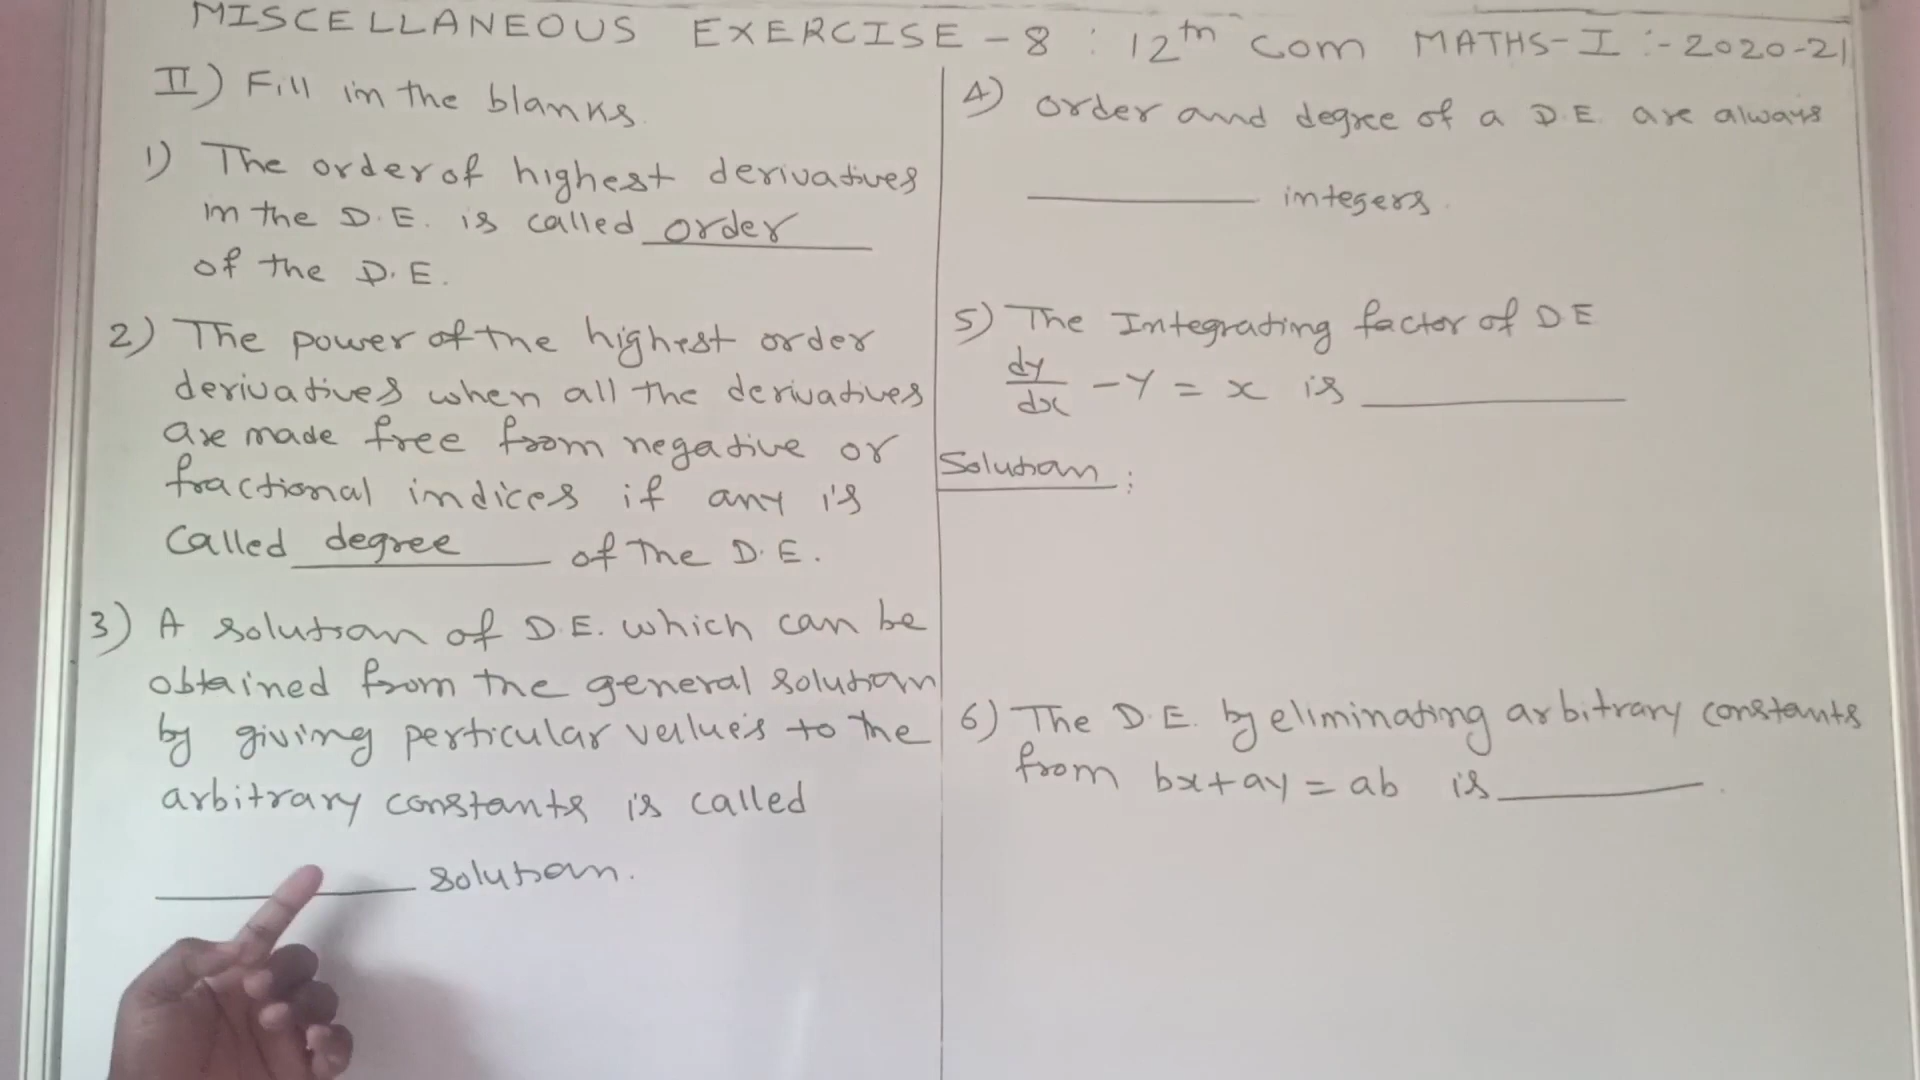 MISCELLANEOUS EXERCISE - 8 : 12th com MATHS-I :- 2020-21
II) Fill in the blanks.
1) The order of highest derivatives
in the D.E. is called order
of the D.E.
2) The power of the highest order
derivatives when all the derivatives
are made free from negative or
fractional indices if any is
called degree of the D.E.
3) A solution of D.E. which can be
obtained from the general solution
by giving perticular values to the
arbitrary constants is called
________ solution.
4) order and degree of a D.E. are always
________ integers.
5) The Integrating factor of DE
dy/dx - y = x is ________
Solution :
6) The D.E. by eliminating arbitrary constants
from bx + ay = ab is ________.